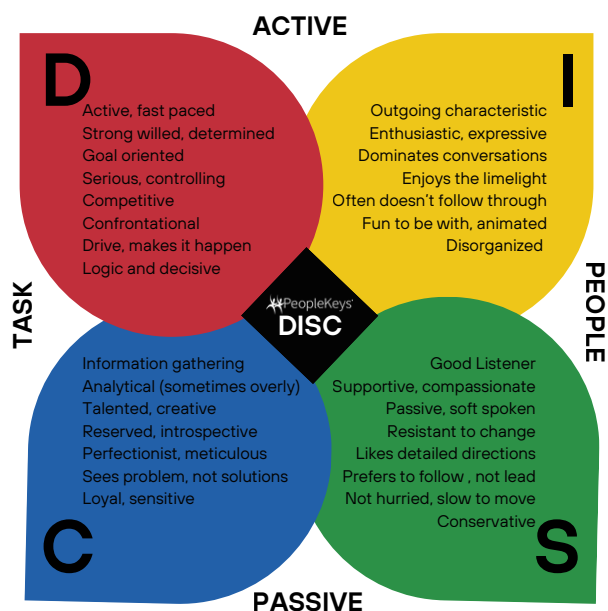 ACTIVE
D
Active, fast paced
Strong willed, determined
Goal oriented
Serious, controlling
Competitive
Confrontational
Drive, makes it happen
Logic and decisive
I
Outgoing characteristic
Enthusiastic, expressive
Dominates conversations
Enjoys the limelight
Often doesn't follow through
Fun to be with, animated
Disorganized
TASK
PeopleKeys
DISC
PEOPLE
Information gathering
Analytical (sometimes overly)
Talented, creative
Reserved, introspective
Perfectionist, meticulous
Sees problem, not solutions
Loyal, sensitive
C
Good Listener
Supportive, compassionate
Passive, soft spoken
Resistant to change
Likes detailed directions
Prefers to follow , not lead
Not hurried, slow to move
Conservative
S
PASSIVE